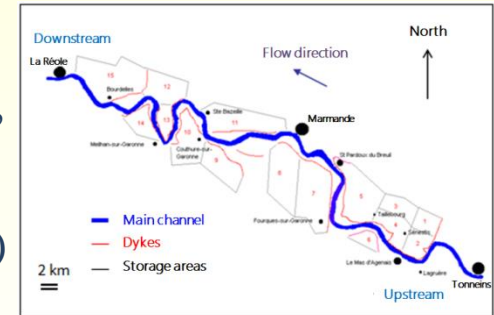 Downstream
North
La Réole
Flow direction
15
12
Bourdelles
Ste Bazeille
Marmande
14
13
10
11
Meilhan-sur-Garonne
Couthure-sur-Garonne
9
St Pardoux du Breuil
8
7
5
3
Taillebourg
1
4
Sénestis
2
6
Fourques-sur-Garonne
Le Mas d'Agenais
Lagruère
Tonneins
Upstream
Main channel
Dykes
Storage areas
2 km
)